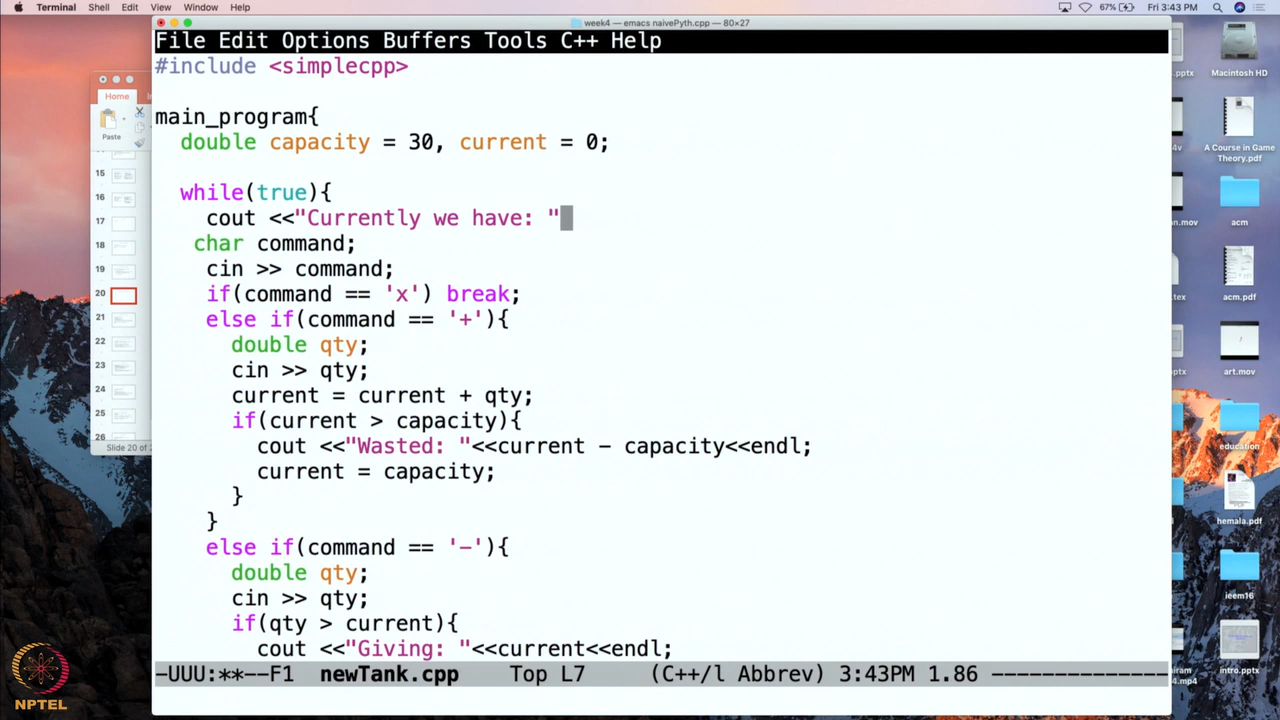 Terminal Shell Edit View Window Help 67% Fri 3:43 PM
week4 — emacs naivePyth.cpp — 80×27
File Edit Options Buffers Tools C++ Help
#include <simplecpp>
main_program{
double capacity = 30, current = 0;
while(true){
cout <<"Currently we have: "
char command;
cin >> command;
if(command == 'x') break;
else if(command == '+'){
double qty;
cin >> qty;
current = current + qty;
if(current > capacity){
cout <<"Wasted: "<<current - capacity<<endl;
current = capacity;
}
}
else if(command == '-'){
double qty;
cin >> qty;
if(qty > current){
cout <<"Giving: "<<current<<endl;
-UUU:**--F1 newTank.cpp Top L7 (C++/l Abbrev) 3:43PM 1.86 --------------
Home
Paste
15
16
17
18
19
20
21
22
23
24
25
26
Slide 20 of
.pptx
Macintosh HD
A Course in Game
Theory.pdf
acm
.tex
acm.pdf
art.mov
education
hemala.pdf
ieem16
intro.pptx
NPTEL